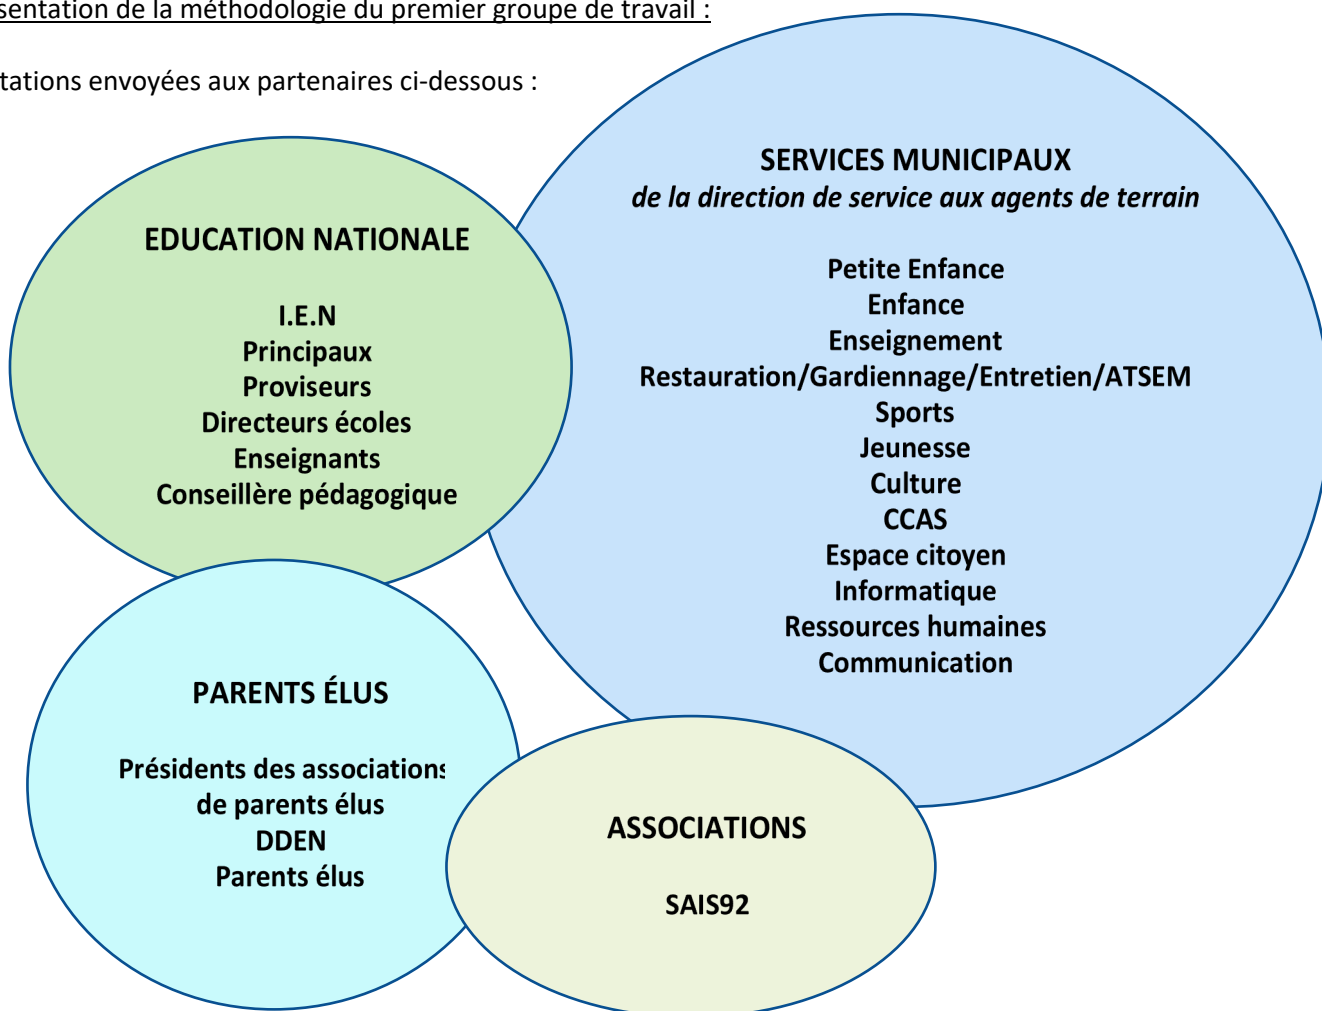 sentation de la méthodologie du premier groupe de travail :
tations envoyées aux partenaires ci-dessous :
EDUCATION NATIONALE
I.E.N
Principaux
Proviseurs
Directeurs écoles
Enseignants
Conseillère pédagogique
SERVICES MUNICIPAUX
de la direction de service aux agents de terrain
Petite Enfance
Enfance
Enseignement
Restauration/Gardiennage/Entretien/ATSEM
Sports
Jeunesse
Culture
CCAS
Espace citoyen
Informatique
Ressources humaines
Communication
PARENTS ÉLUS
Présidents des associations
de parents élus
DDEN
Parents élus
ASSOCIATIONS
SAIS92